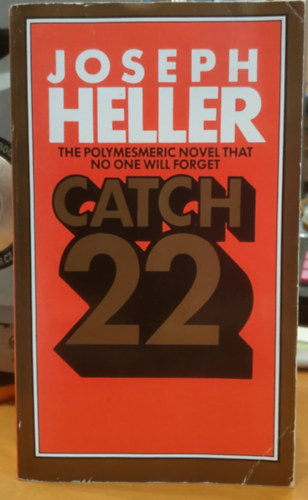 JOSEPH
HELLER
THE POLYMESMERIC NOVEL THAT
NO ONE WILL FORGET
CATCH
22